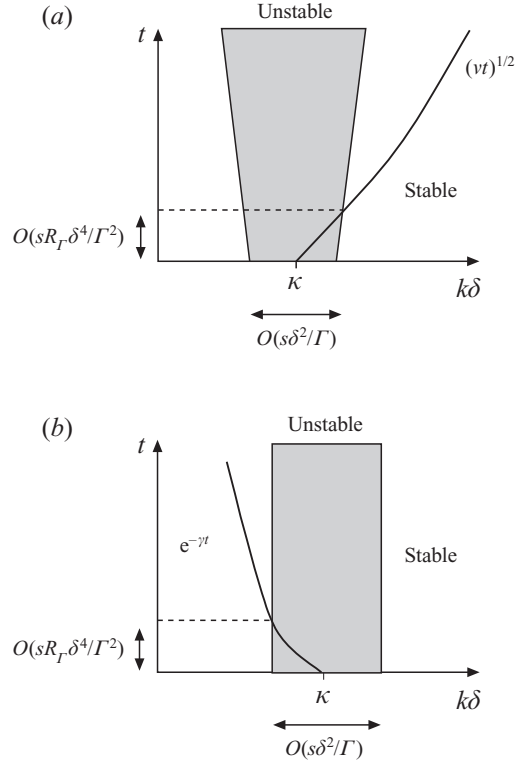 (a)
Unstable
t
(νt)^{1/2}
Stable
O(sR_Γδ^4/Γ^2)
κ
kδ
O(sδ^2/Γ)
(b)
Unstable
t
e^{−γt}
Stable
O(sR_Γδ^4/Γ^2)
κ
kδ
O(sδ^2/Γ)